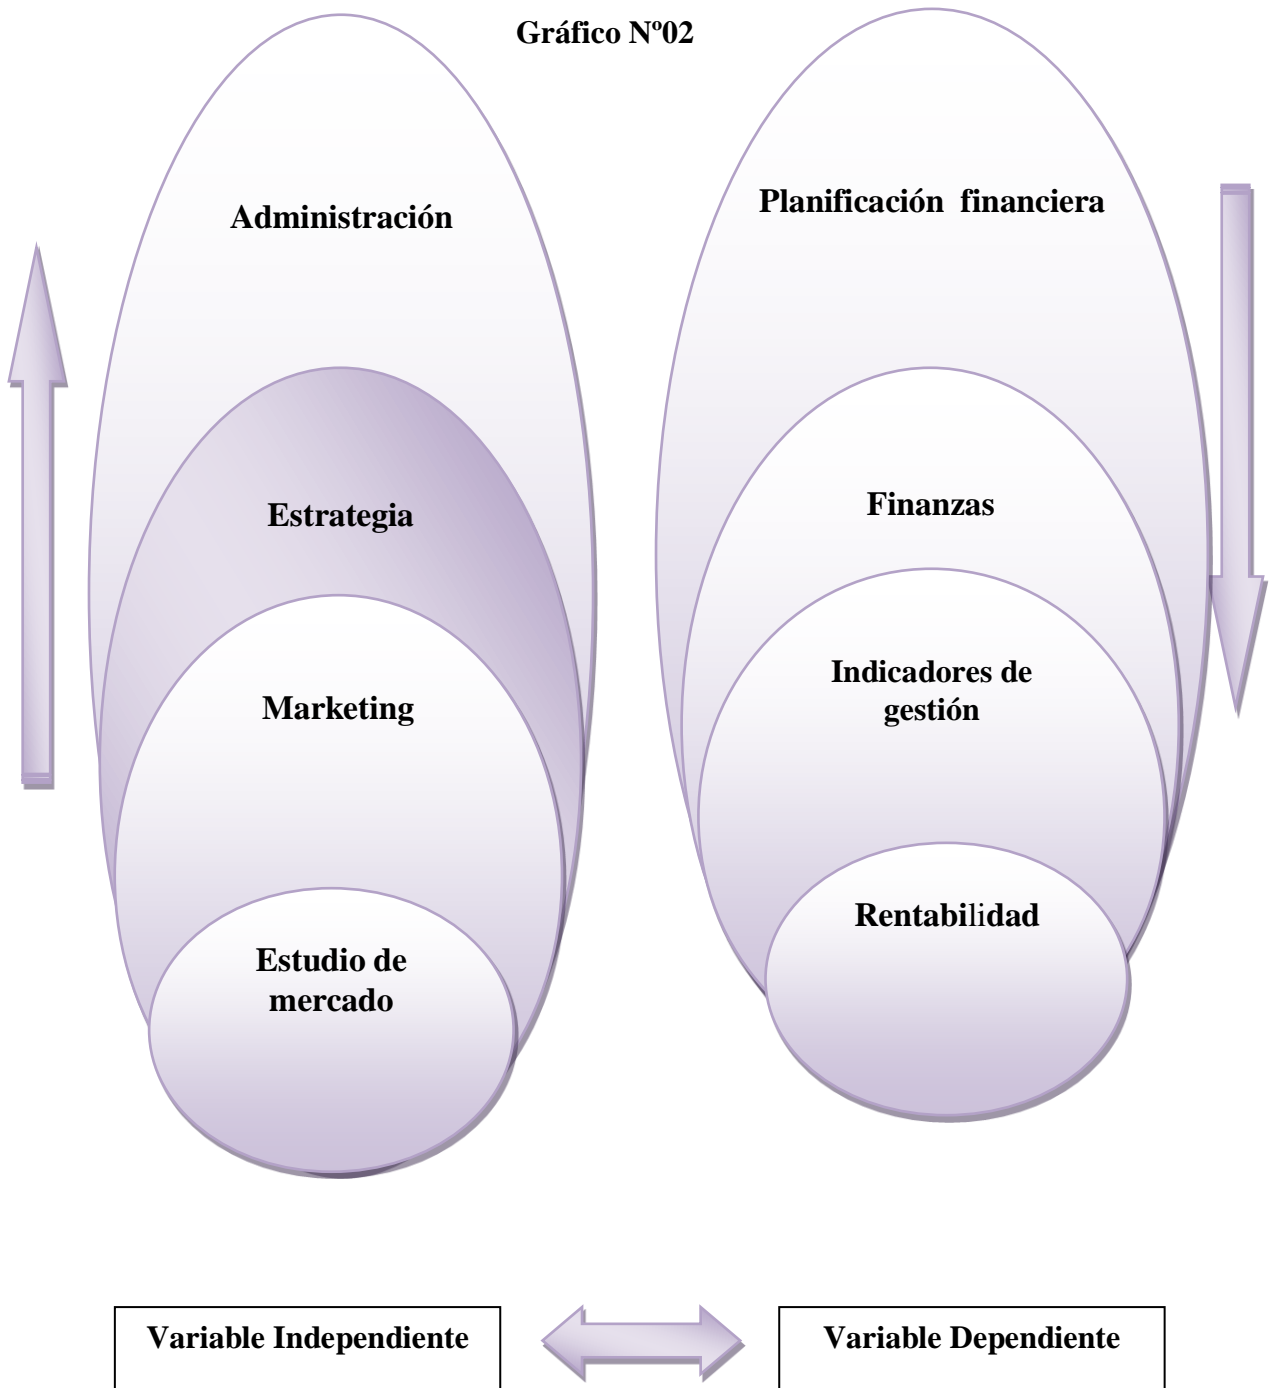 Gráfico Nº02
Administración
Estrategia
Marketing
Estudio de
mercado
Planificación financiera
Finanzas
Indicadores de
gestión
Rentabilidad
Variable Independiente
Variable Dependiente